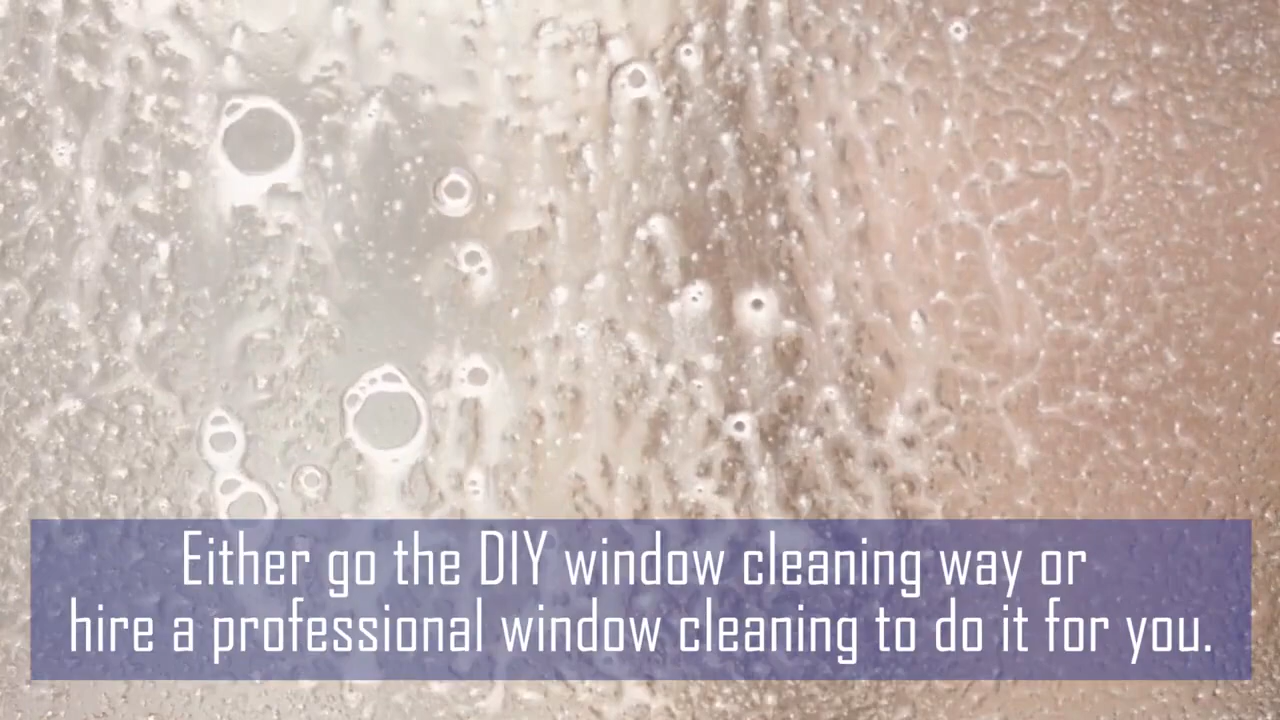 Either go the DIY window cleaning way or
hire a professional window cleaning to do it for you.